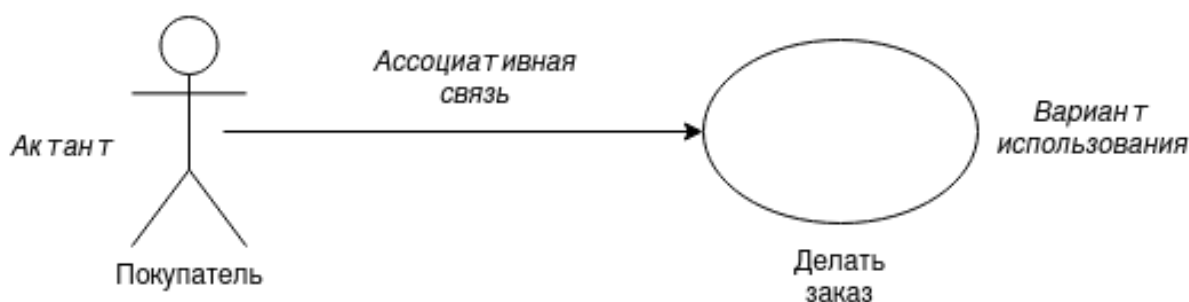 Ассоциативная
связь
Вариант
использования
Актант
Покупатель
Делать
заказ